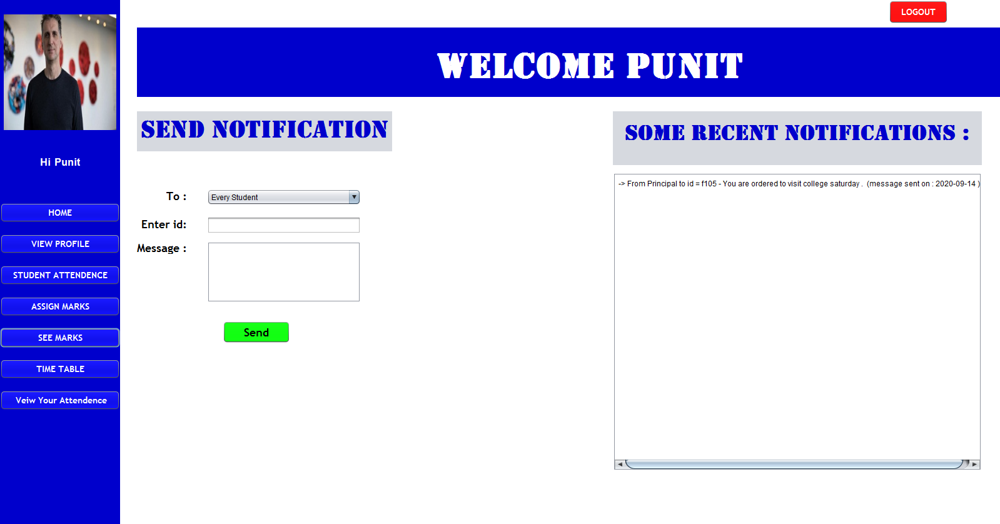 LOGOUT
WELCOME PUNIT
Hi Punit
HOME
VIEW PROFILE
STUDENT ATTENDENCE
ASSIGN MARKS
SEE MARKS
TIME TABLE
Veiw Your Attendence
SEND NOTIFICATION
To :
Every Student
Enter id:
Message :
Send
SOME RECENT NOTIFICATIONS :
-> From Principal to id = f105 - You are ordered to visit college saturday .  (message sent on : 2020-09-14 )